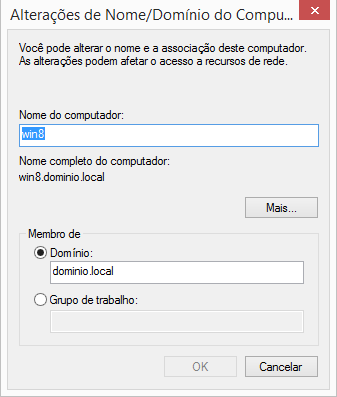 Alterações de Nome/Domínio do Compu...
Você pode alterar o nome e a associação deste computador.
As alterações podem afetar o acesso a recursos de rede.
Nome do computador:
win8
Nome completo do computador:
win8.dominio.local
Mais...
Membro de
Domínio:
dominio.local
Grupo de trabalho:
OK
Cancelar